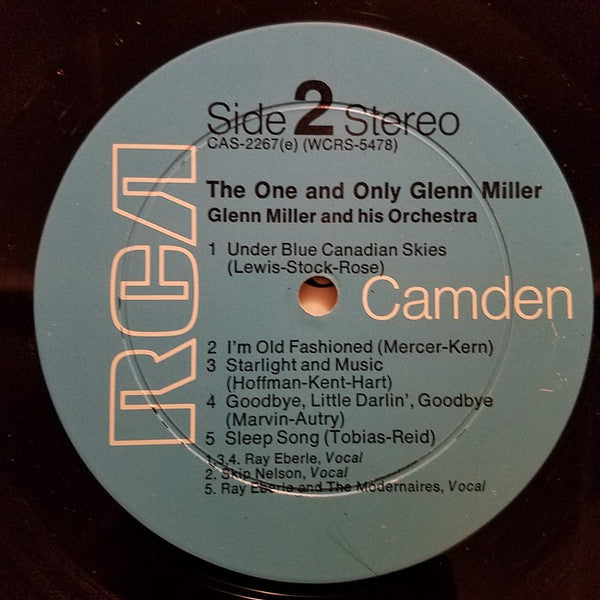 Side 2 Stereo
CAS-2267(e) (WCRS-5478)
The One and Only Glenn Miller
Glenn Miller and his Orchestra
1 Under Blue Canadian Skies
(Lewis-Stock-Rose)
RCA
Camden
2 I'm Old Fashioned (Mercer-Kern)
3 Starlight and Music
(Hoffman-Kent-Hart)
4 Goodbye, Little Darlin', Goodbye
(Marvin-Autry)
5 Sleep Song (Tobias-Reid)
1,3,4. Ray Eberle, Vocal
2. Skip Nelson, Vocal
5. Ray Eberle and The Modernaires, Vocal